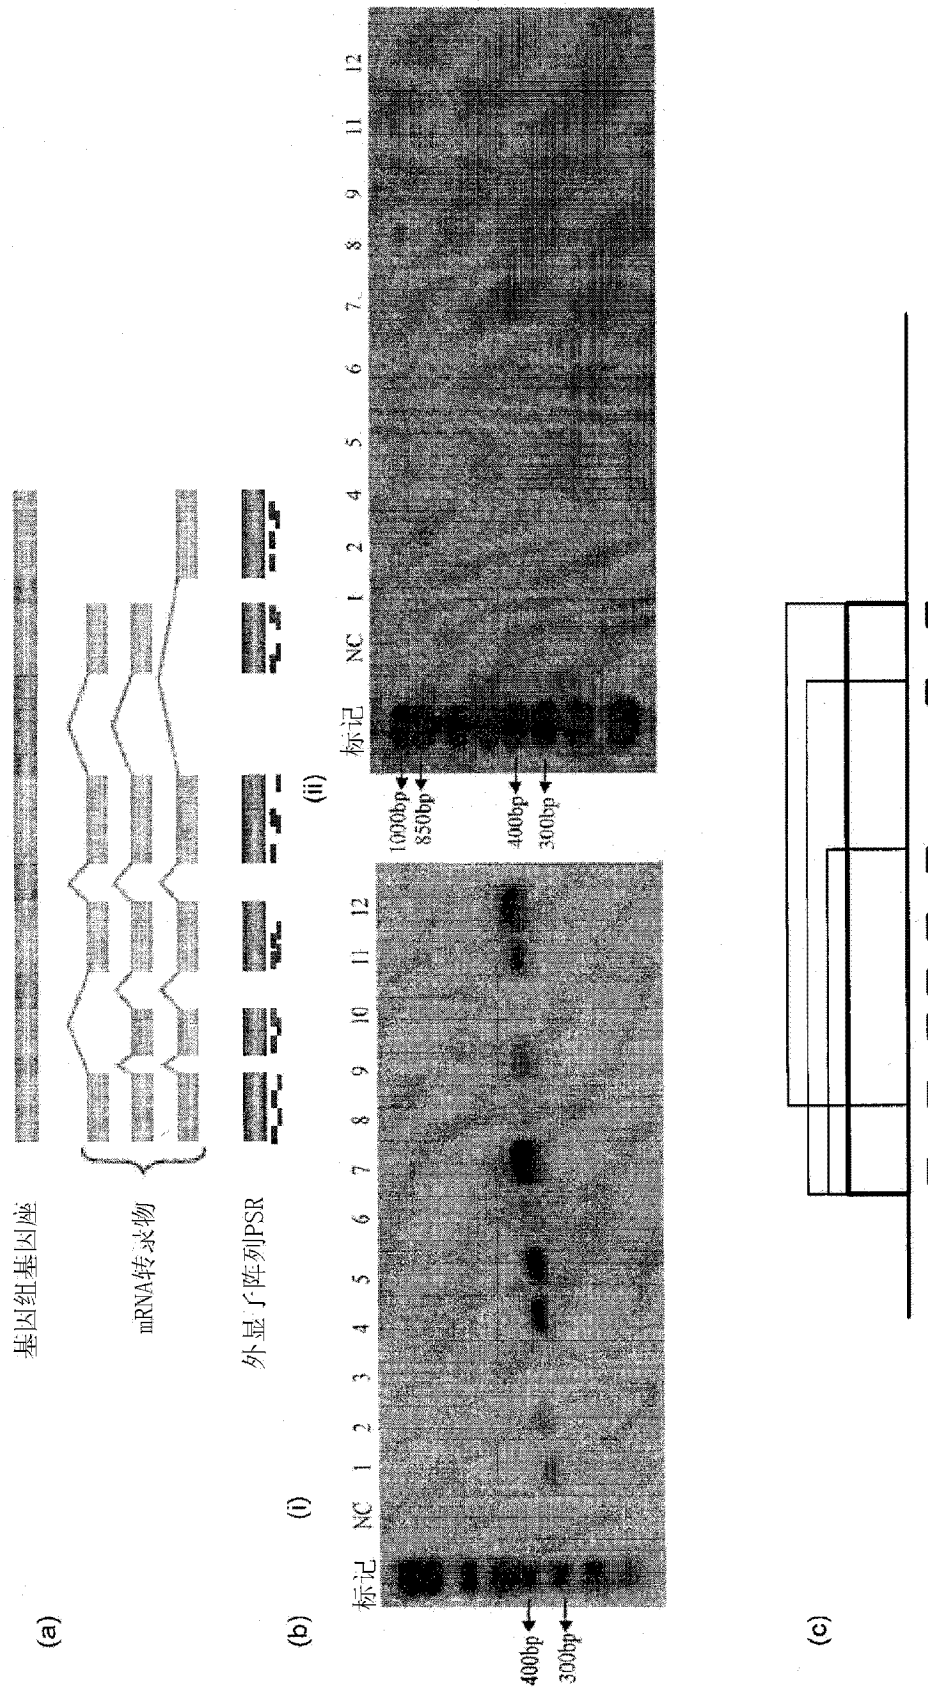 (a)
基因组基因座
mRNA转录物
外显子阵列PSR
(b)
(i)
标记 NC 1 2 3 4 5 6 7 8 9 10 11 12
400bp
300bp
(ii)
标记 NC 1 2 4 5 6 7 8 9 11 12
1000bp
850bp
400bp
300bp
(c)